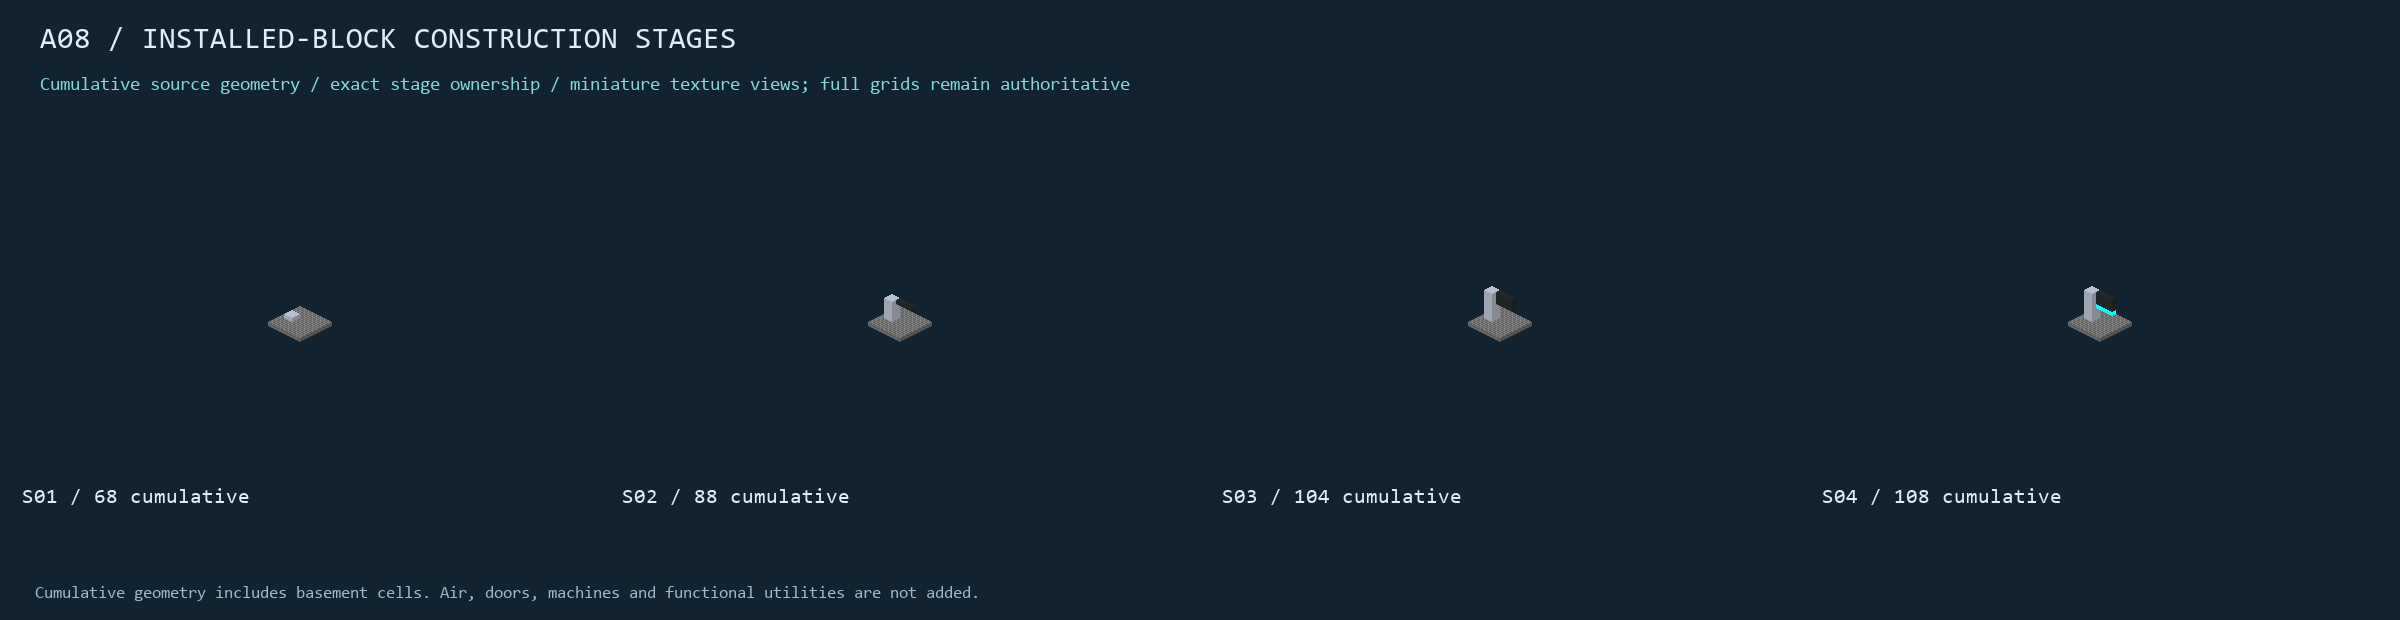 A08 / INSTALLED-BLOCK CONSTRUCTION STAGES
Cumulative source geometry / exact stage ownership / miniature texture views; full grids remain authoritative
S01 / 68 cumulative
S02 / 88 cumulative
S03 / 104 cumulative
S04 / 108 cumulative
Cumulative geometry includes basement cells. Air, doors, machines and functional utilities are not added.